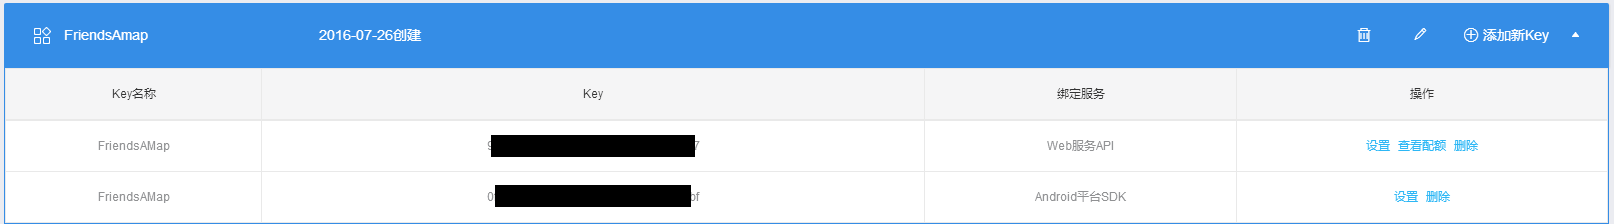 FriendsAmap 2016-07-26创建 添加新Key
Key名称 Key 绑定服务 操作
FriendsAMap 7 Web服务API 设置 查看配额 删除
FriendsAMap 0 bf Android平台SDK 设置 删除